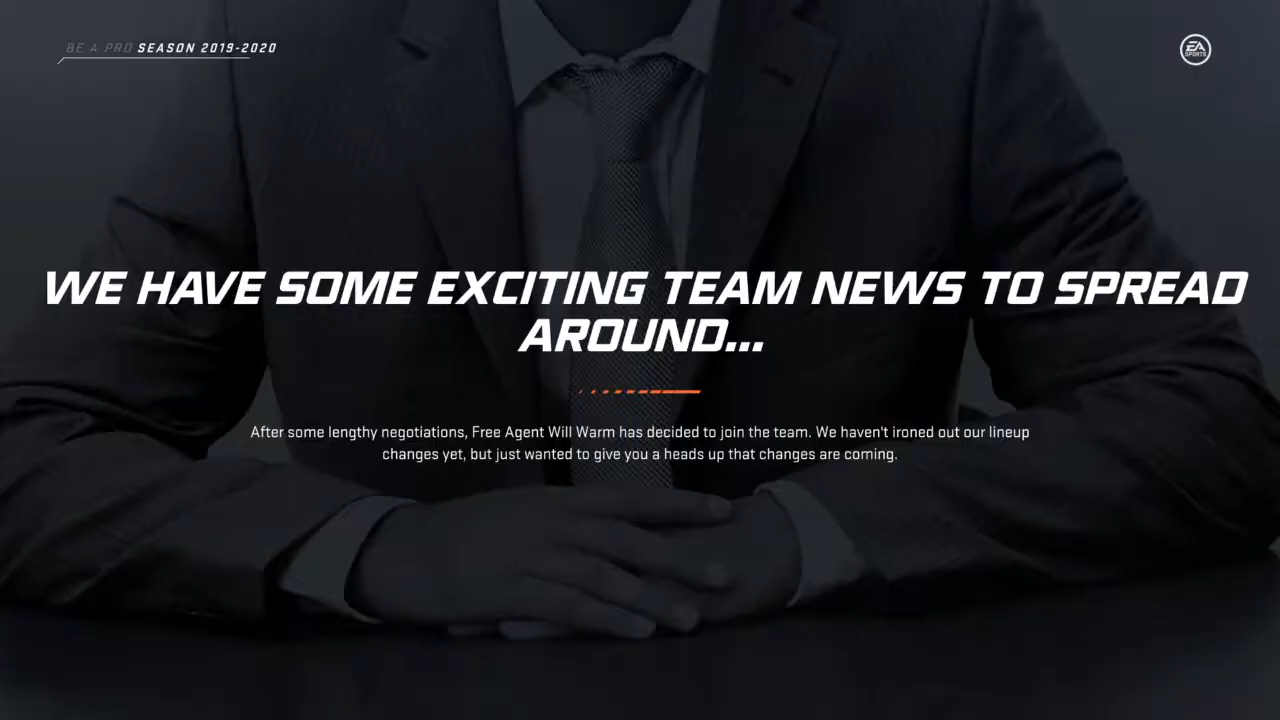 BE A PRO SEASON 2019-2020
EA
SPORTS
WE HAVE SOME EXCITING TEAM NEWS TO SPREAD
AROUND...
After some lengthy negotiations, Free Agent Will Warm has decided to join the team. We haven't ironed out our lineup
changes yet, but just wanted to give you a heads up that changes are coming.